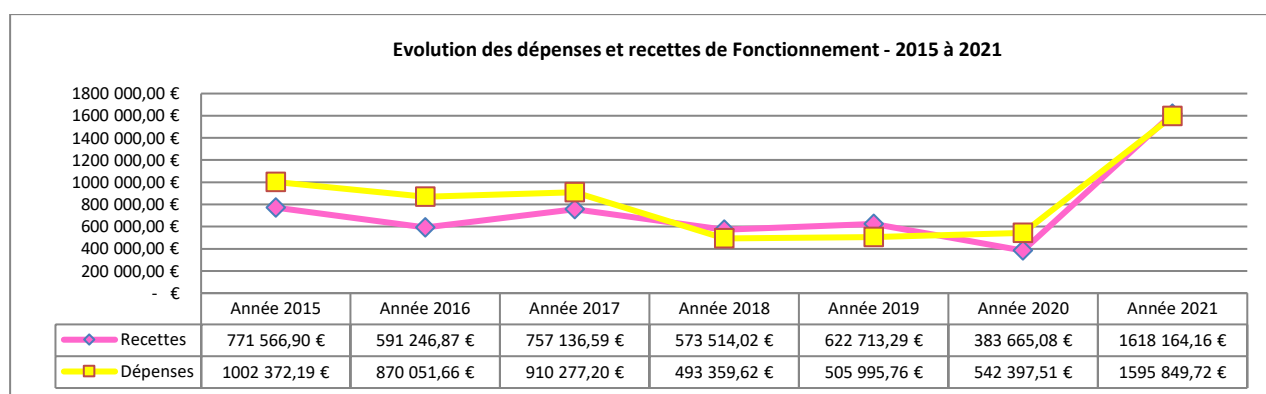 Evolution des dépenses et recettes de Fonctionnement - 2015 à 2021
1800 000,00 €
1600 000,00 €
1400 000,00 €
1200 000,00 €
1000 000,00 €
800 000,00 €
600 000,00 €
400 000,00 €
200 000,00 €
- €
Année 2015 Année 2016 Année 2017 Année 2018 Année 2019 Année 2020 Année 2021
Recettes 771 566,90 € 591 246,87 € 757 136,59 € 573 514,02 € 622 713,29 € 383 665,08 € 1618 164,16 €
Dépenses 1002 372,19 € 870 051,66 € 910 277,20 € 493 359,62 € 505 995,76 € 542 397,51 € 1595 849,72 €